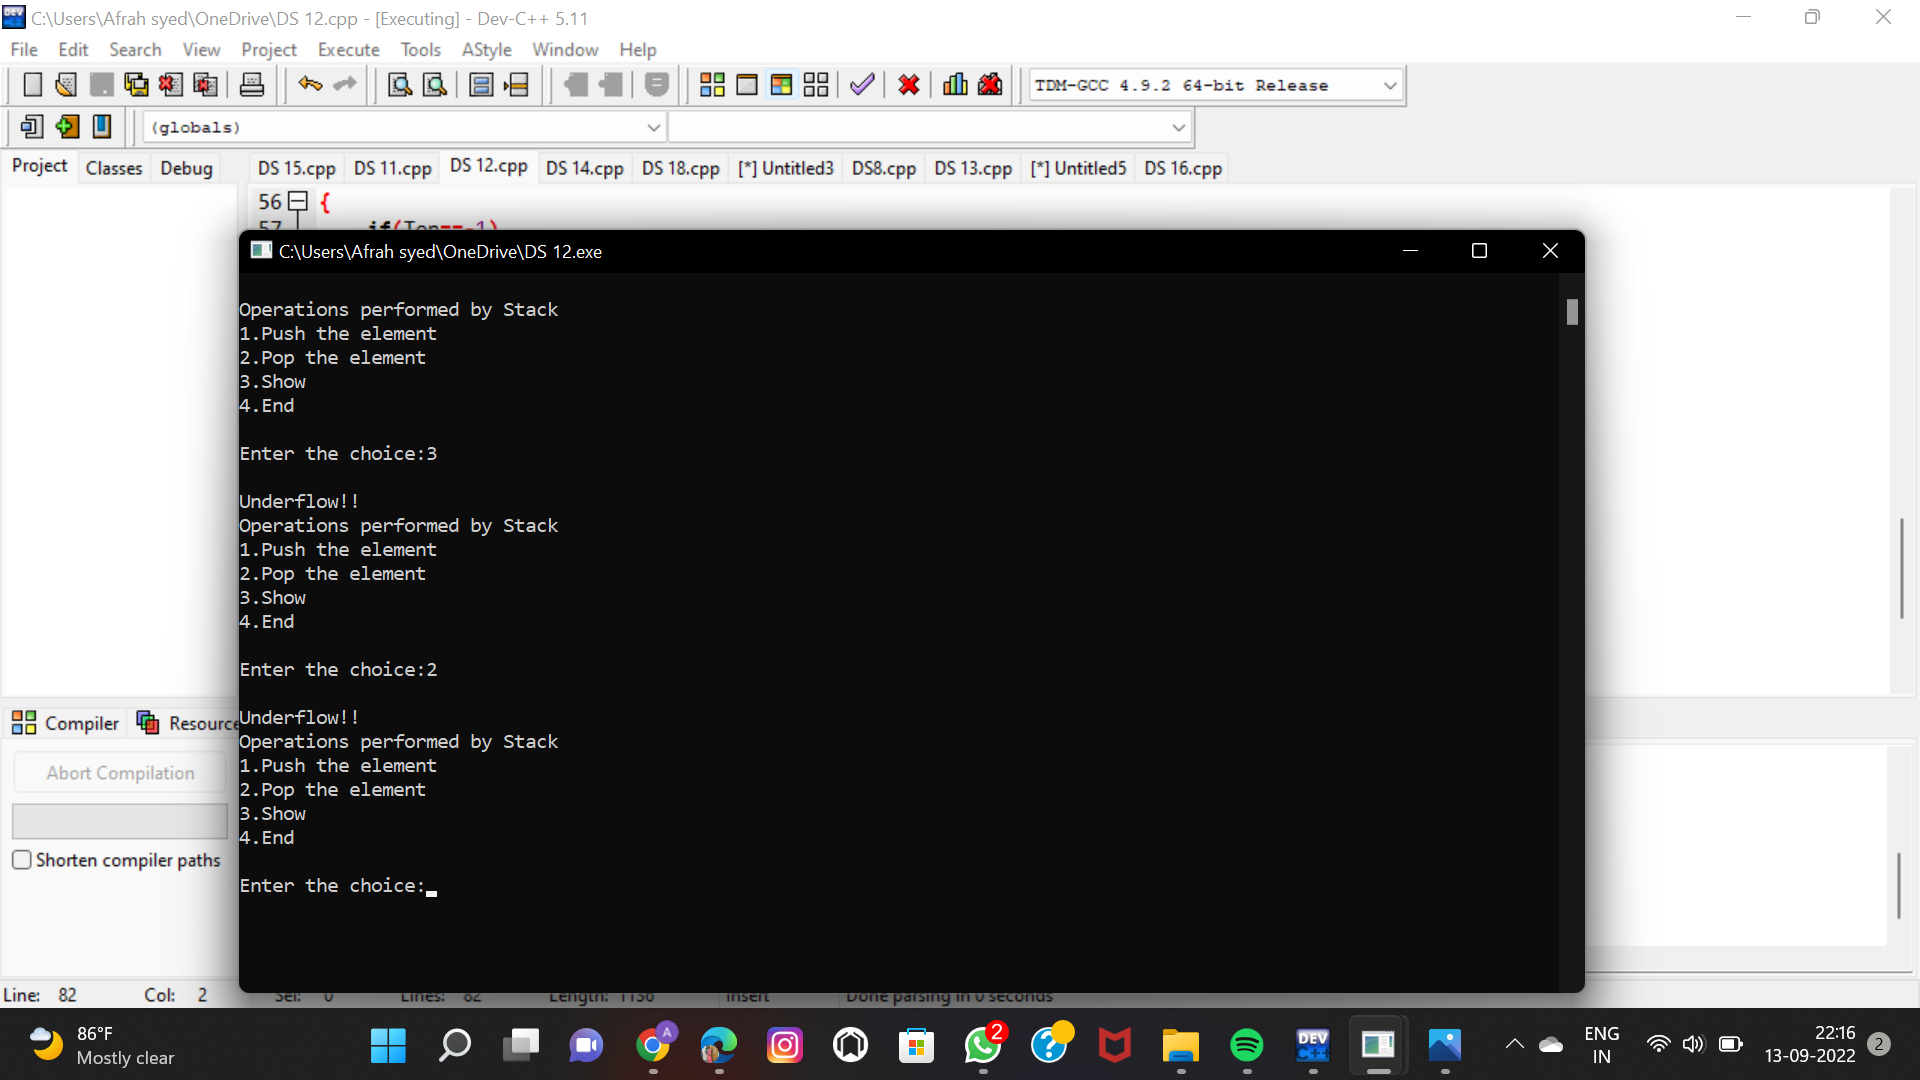 C:\Users\Afrah syed\OneDrive\DS 12.cpp - [Executing] - Dev-C++ 5.11
File Edit Search View Project Execute Tools AStyle Window Help
TDM-GCC 4.9.2 64-bit Release
(globals)
Project Classes Debug DS 15.cpp DS 11.cpp DS 12.cpp DS 14.cpp DS 18.cpp [*] Untitled3 DS8.cpp DS 13.cpp [*] Untitled5 DS 16.cpp
56 {
57 if(Top==-1)
C:\Users\Afrah syed\OneDrive\DS 12.exe
Operations performed by Stack
1.Push the element
2.Pop the element
3.Show
4.End
Enter the choice:3
Underflow!!
Operations performed by Stack
1.Push the element
2.Pop the element
3.Show
4.End
Enter the choice:2
Underflow!!
Operations performed by Stack
1.Push the element
2.Pop the element
3.Show
4.End
Enter the choice:
Compiler Resource
Abort Compilation
Shorten compiler paths
Line: 82 Col: 2 Sel: 0 Lines: 82 Length: 1136 Insert Done parsing in 0 seconds
86°F
Mostly clear
A
2
DEV
C++
ENG
IN
22:16
13-09-2022
2